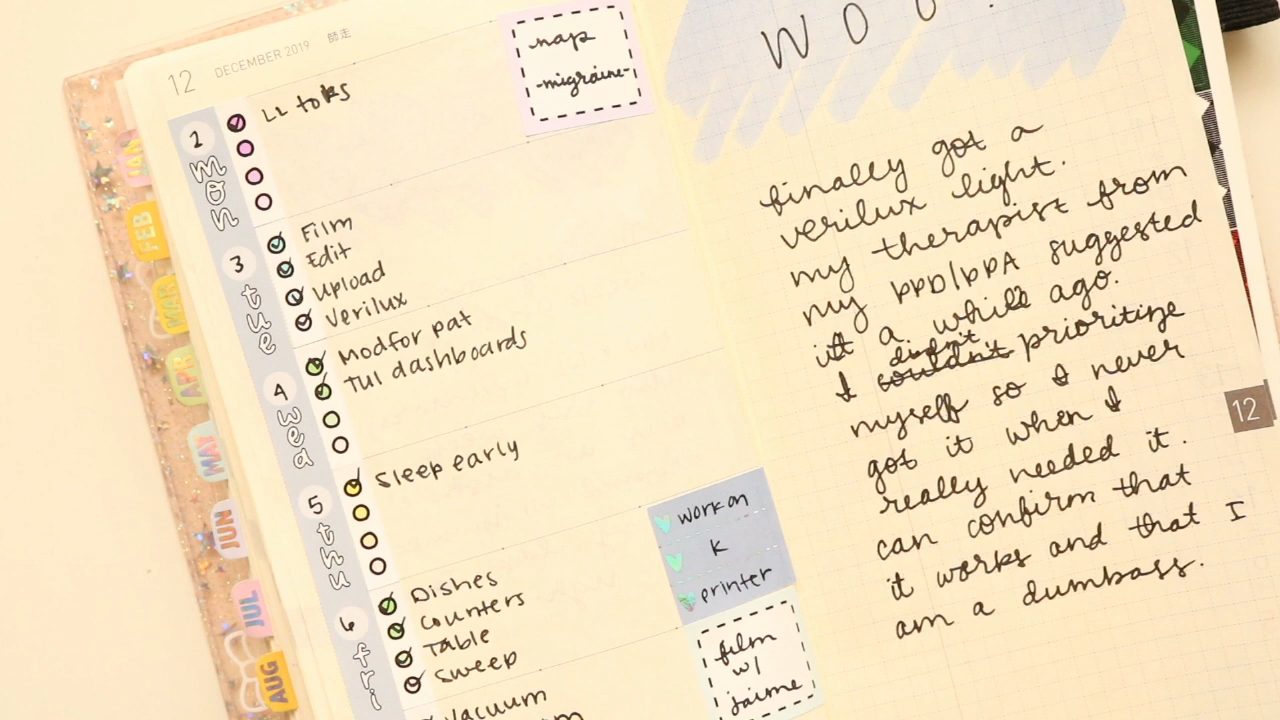 12 DECEMBER 2019 師走
2 mon
LL toks
nap
-migraine-
3 tue
Film
Edit
Upload
Verilux
4 wed
Modfor pat
TUL dashboards
5 thu
Sleep early
6 fri
Dishes
Counters
Table
Sweep
Vacuum
work on
K
printer
film
w/
jaime
JAN
FEB
MAR
APR
MAY
JUN
JUL
AUG
finally got a
verilux light.
my therapist from
my PPD/PPA suggested
it a while ago.
didn't
I couldn't prioritize
myself so I never
got it when I
really needed it.
can confirm that
it works and that I
am a dumbass.
12